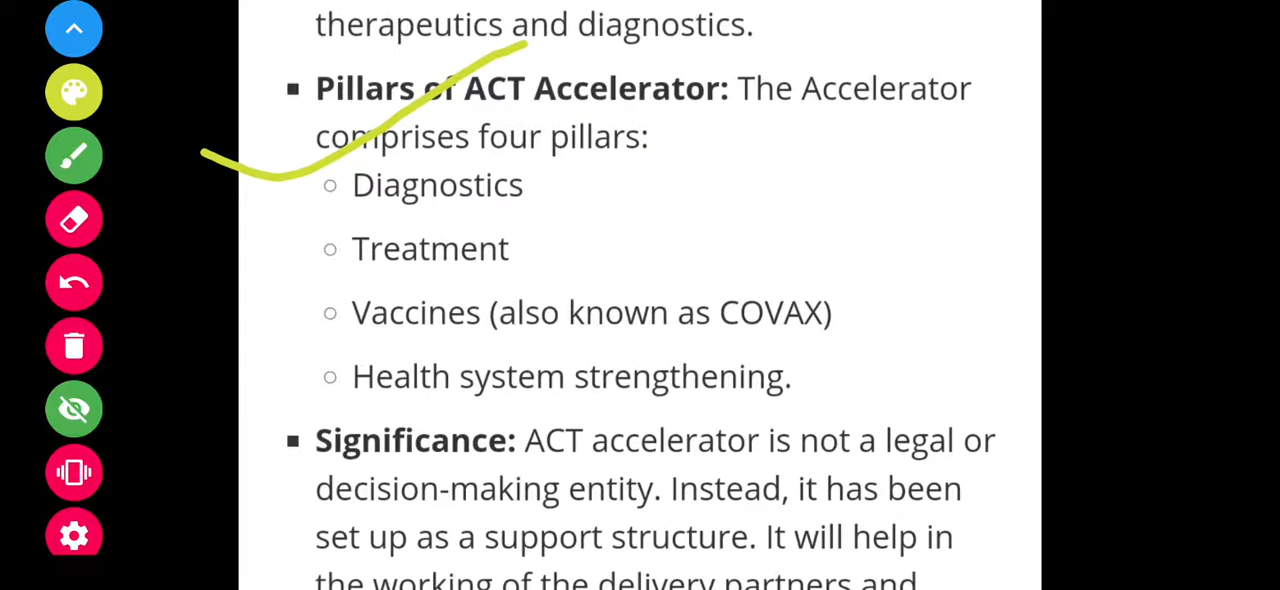 therapeutics and diagnostics.
Pillars of ACT Accelerator: The Accelerator
comprises four pillars:
Diagnostics
Treatment
Vaccines (also known as COVAX)
Health system strengthening.
Significance: ACT accelerator is not a legal or
decision-making entity. Instead, it has been
set up as a support structure. It will help in
the working of the delivery partners and